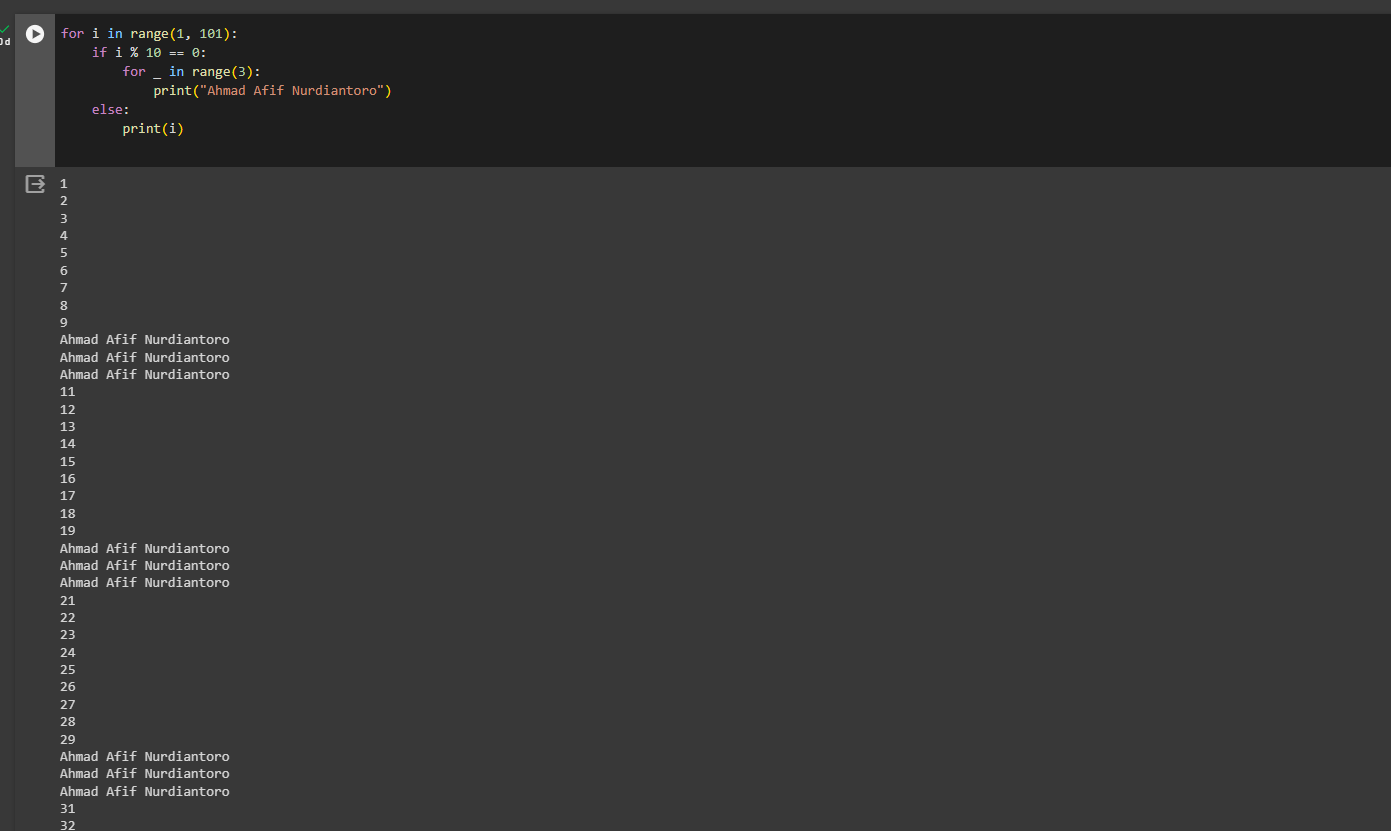 for i in range(1, 101):
    if i % 10 == 0:
        for _ in range(3):
            print("Ahmad Afif Nurdiantoro")
    else:
        print(i)
1
2
3
4
5
6
7
8
9
Ahmad Afif Nurdiantoro
Ahmad Afif Nurdiantoro
Ahmad Afif Nurdiantoro
11
12
13
14
15
16
17
18
19
Ahmad Afif Nurdiantoro
Ahmad Afif Nurdiantoro
Ahmad Afif Nurdiantoro
21
22
23
24
25
26
27
28
29
Ahmad Afif Nurdiantoro
Ahmad Afif Nurdiantoro
Ahmad Afif Nurdiantoro
31
32